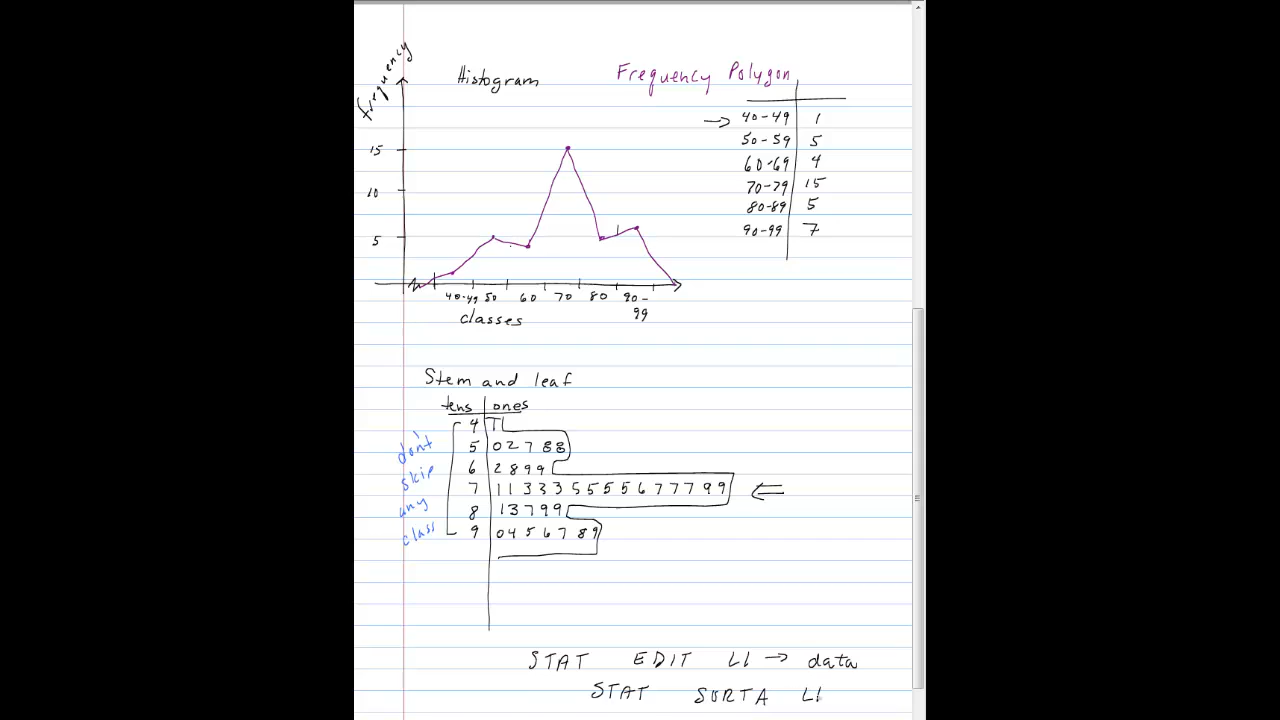 Histogram Frequency Polygon
frequency
40-49 1
50-59 5
60-69 4
70-79 15
80-89 5
90-99 7
15
10
5
40-49 50 60 70 80 90-
99
classes
Stem and leaf
tens ones
4
5 0 2 7 8 8
6 2 8 9 9
7 1 1 3 3 3 5 5 5 5 6 7 7 7 9 9
8 1 3 7 9 9
9 0 4 5 6 7 8 9
don't
skip
any
class
STAT EDIT L1 → data
STAT SORTA L1